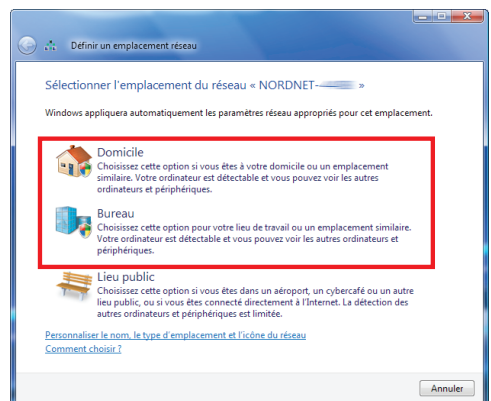 Définir un emplacement réseau
Sélectionner l'emplacement du réseau « NORDNET- »
Windows appliquera automatiquement les paramètres réseau appropriés pour cet emplacement.
Domicile
Choisissez cette option si vous êtes à votre domicile ou un emplacement
similaire. Votre ordinateur est détectable et vous pouvez voir les autres
ordinateurs et périphériques.
Bureau
Choisissez cette option pour votre lieu de travail ou un emplacement similaire.
Votre ordinateur est détectable et vous pouvez voir les autres ordinateurs et
périphériques.
Lieu public
Choisissez cette option si vous êtes dans un aéroport, un cybercafé ou un autre
lieu public, ou si vous êtes connecté directement à l'Internet. La détection des
autres ordinateurs et périphériques est limitée.
Personnaliser le nom, le type d'emplacement et l'icône du réseau
Comment choisir ?
Annuler